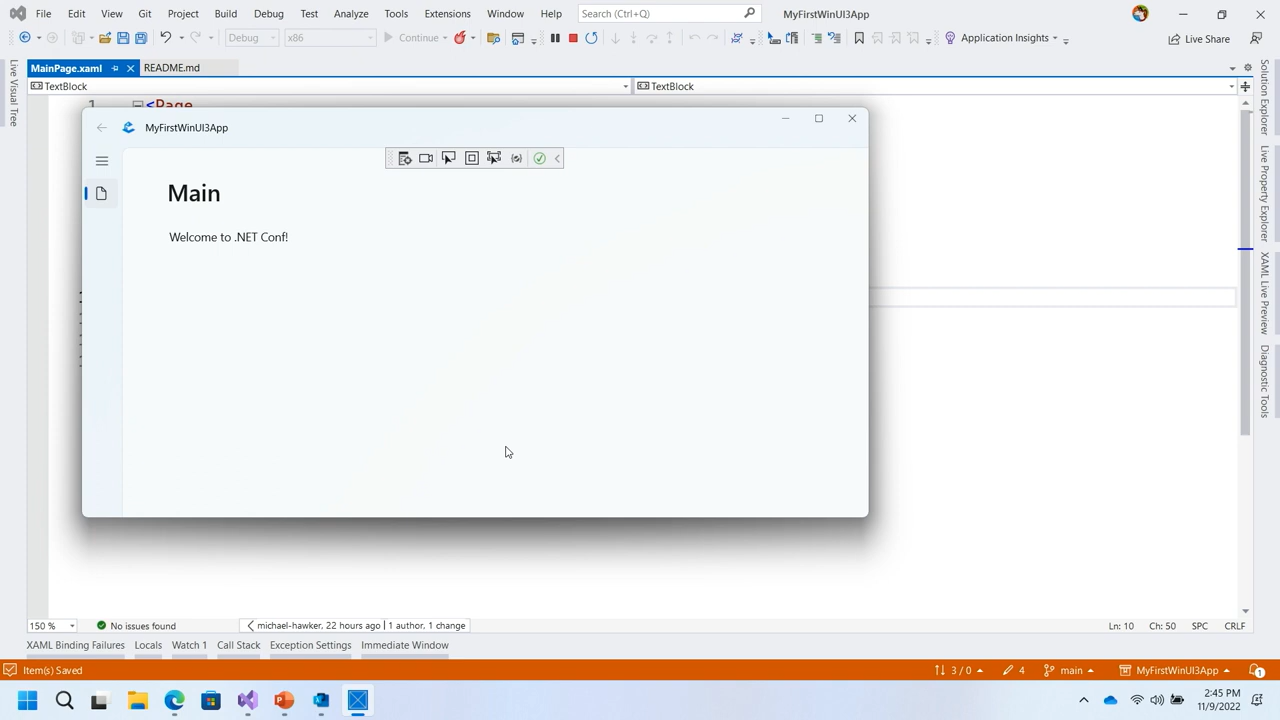 File Edit View Git Project Build Debug Test Analyze Tools Extensions Window Help Search (Ctrl+Q) MyFirstWinUI3App
Debug x86 Continue Application Insights Live Share
MainPage.xaml README.md
TextBlock TextBlock
1 <Page
MyFirstWinUI3App
Main
Welcome to .NET Conf!
Live Visual Tree
Solution Explorer
Live Property Explorer
XAML Live Preview
Diagnostic Tools
150 % No issues found michael-hawker, 22 hours ago | 1 author, 1 change Ln: 10 Ch: 50 SPC CRLF
XAML Binding Failures Locals Watch 1 Call Stack Exception Settings Immediate Window
Item(s) Saved 3 / 0 4 main MyFirstWinUI3App 1
2:45 PM
11/9/2022